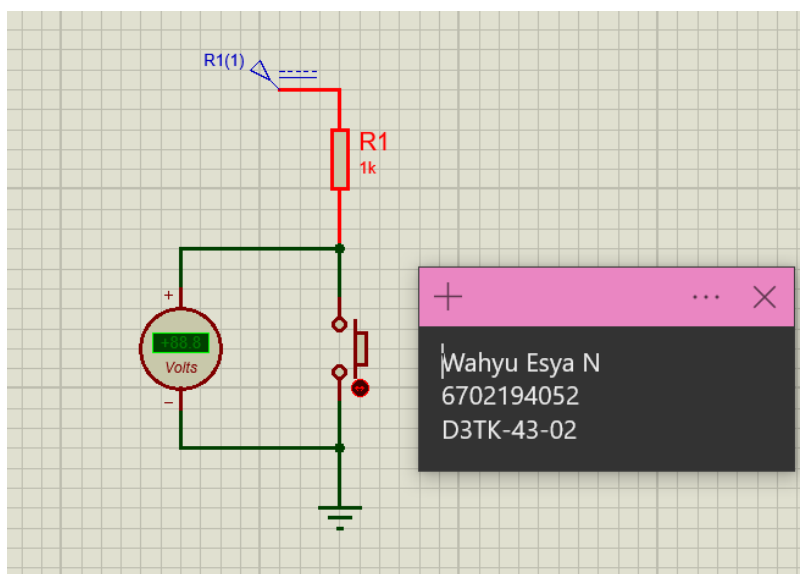 R1(1)
R1
1k
+
+88.8
Volts
−
Wahyu Esya N
6702194052
D3TK-43-02